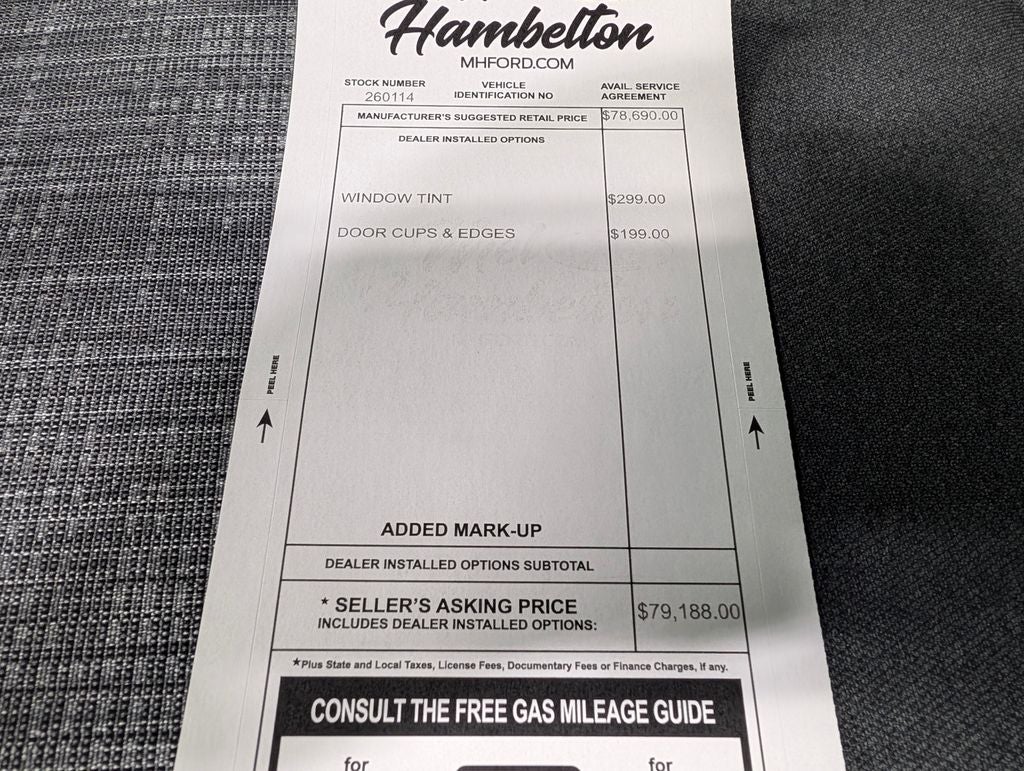 Hambelton
MHFORD.COM
STOCK NUMBER
260114
VEHICLE
IDENTIFICATION NO
AVAIL. SERVICE
AGREEMENT
MANUFACTURER'S SUGGESTED RETAIL PRICE $78,690.00
DEALER INSTALLED OPTIONS
WINDOW TINT $299.00
DOOR CUPS & EDGES $199.00
PEEL HERE
PEEL HERE
ADDED MARK-UP
DEALER INSTALLED OPTIONS SUBTOTAL
* SELLER'S ASKING PRICE
INCLUDES DEALER INSTALLED OPTIONS:
$79,188.00
*Plus State and Local Taxes, License Fees, Documentary Fees or Finance Charges, If any.
CONSULT THE FREE GAS MILEAGE GUIDE
for for